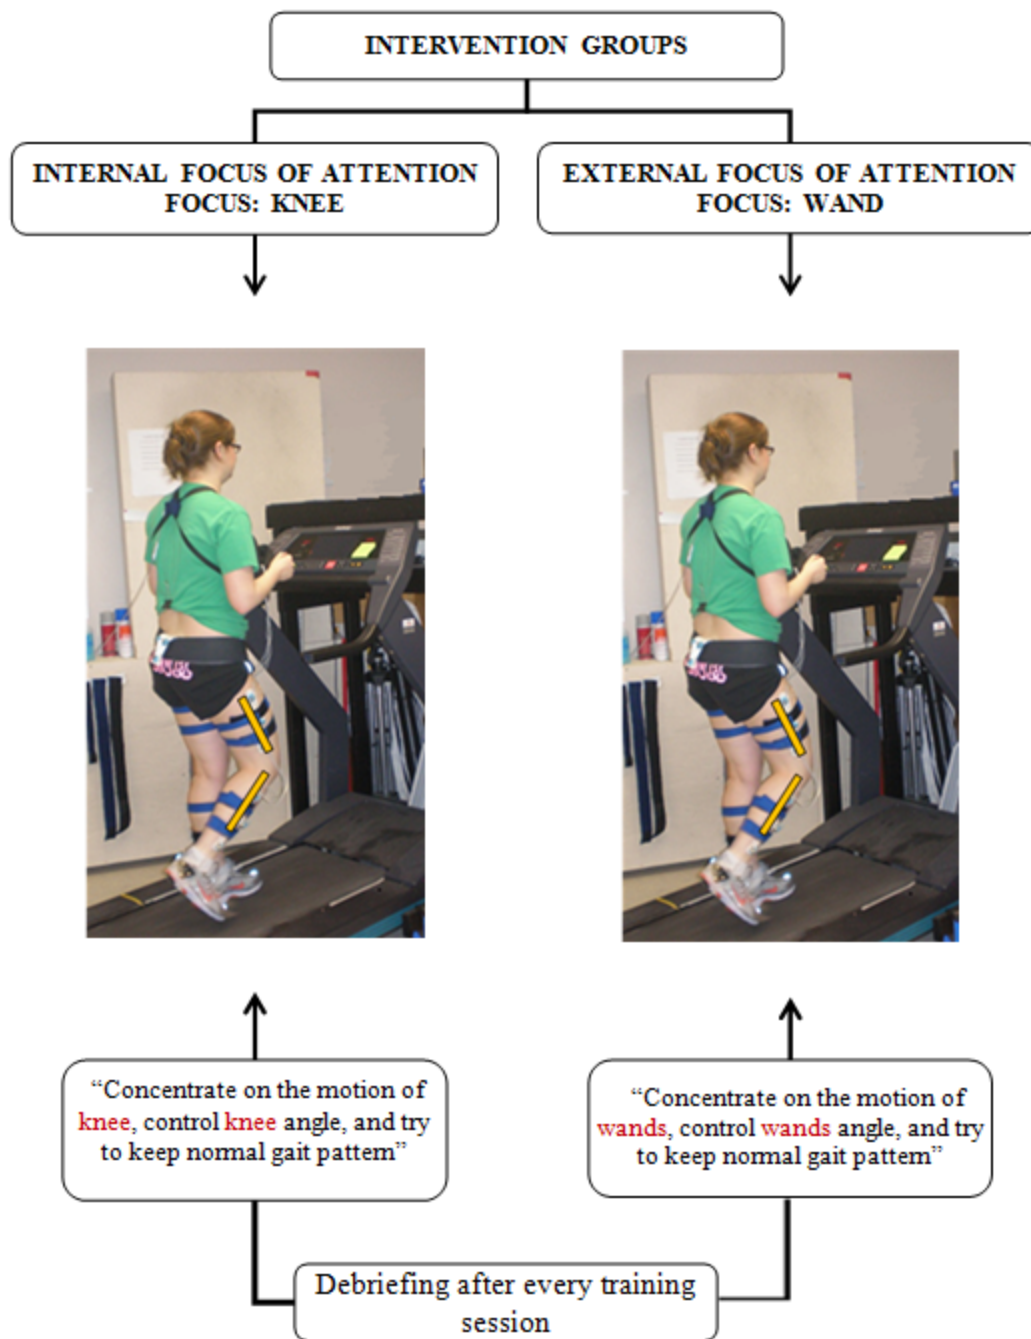 INTERVENTION GROUPS
INTERNAL FOCUS OF ATTENTION
FOCUS: KNEE
EXTERNAL FOCUS OF ATTENTION
FOCUS: WAND
“Concentrate on the motion of
knee, control knee angle, and try
to keep normal gait pattern”
“Concentrate on the motion of
wands, control wands angle, and try
to keep normal gait pattern”
Debriefing after every training
session